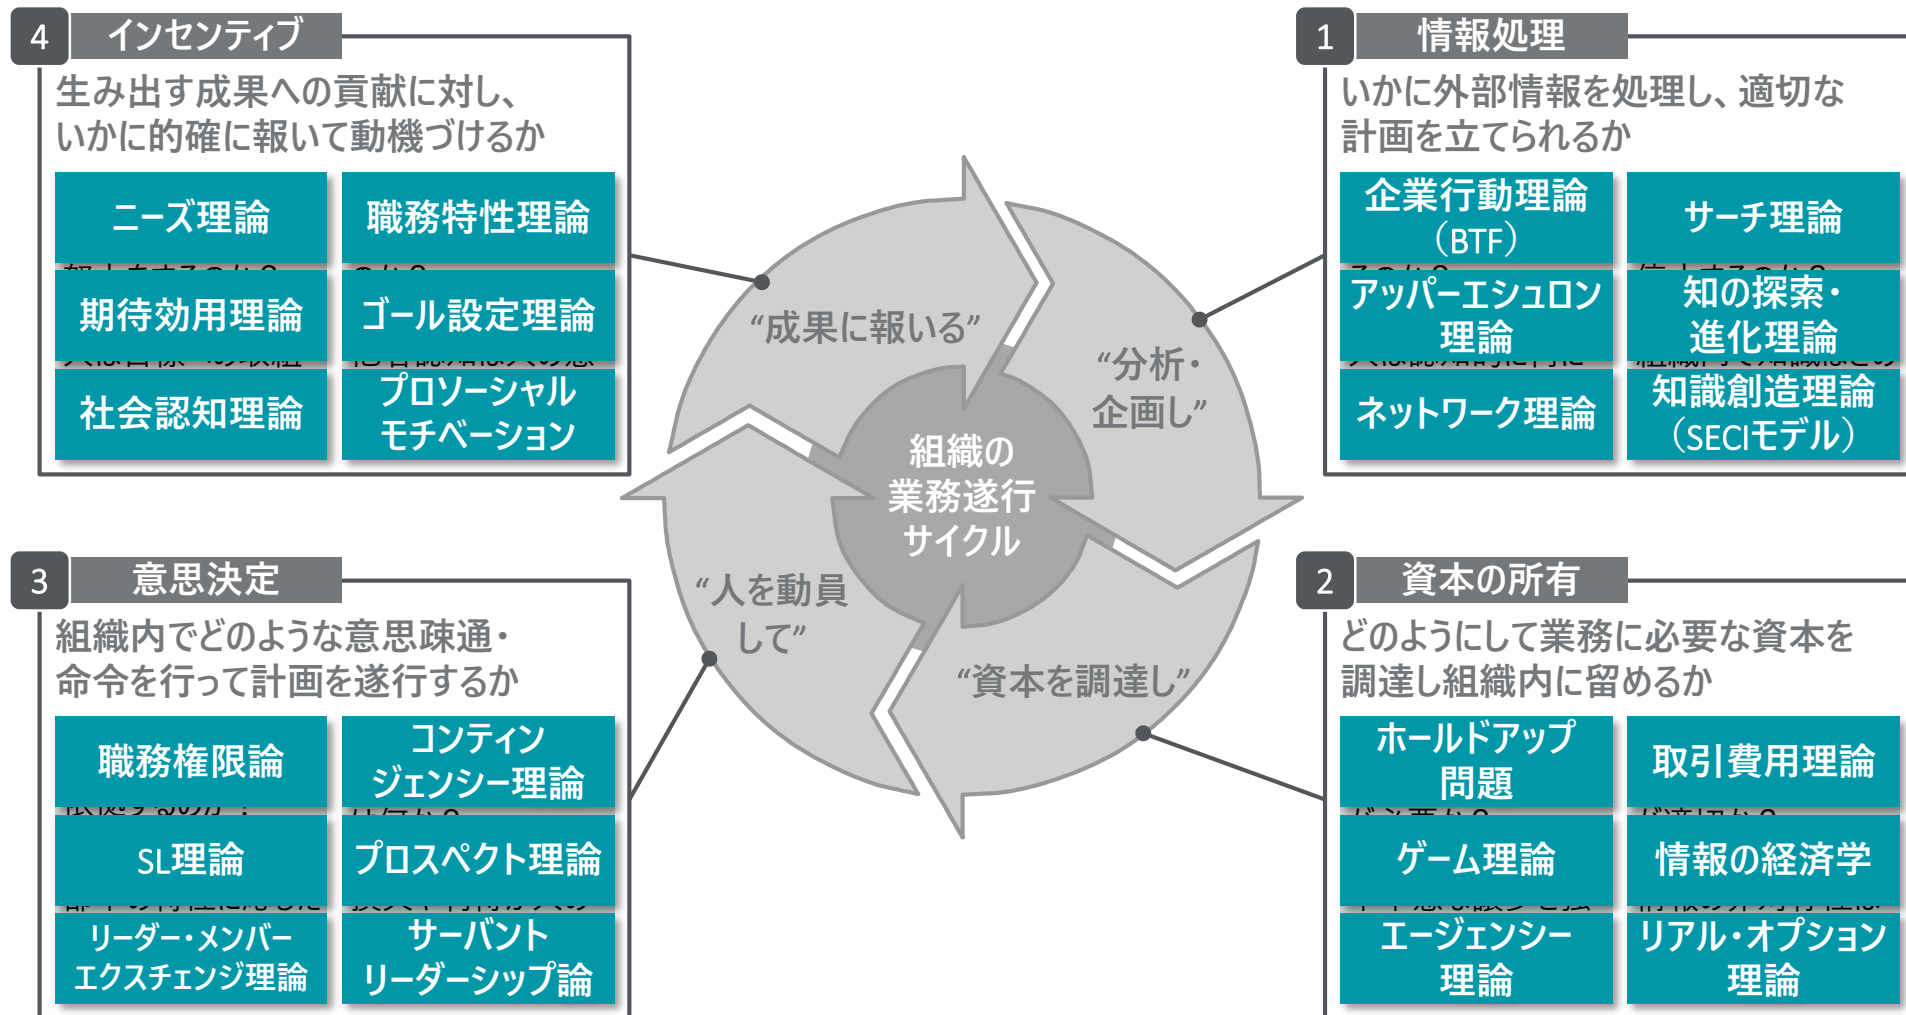 4
インセンティブ
生み出す成果への貢献に対し、
いかに的確に報いて動機づけるか
ニーズ理論
職務特性理論
期待効用理論
ゴール設定理論
社会認知理論
プロソーシャル
モチベーション
1
情報処理
いかに外部情報を処理し、適切な
計画を立てられるか
企業行動理論
（BTF）
サーチ理論
アッパーエシュロン
理論
知の探索・
進化理論
ネットワーク理論
知識創造理論
（SECIモデル）
“成果に報いる”
“分析・
企画し”
組織の
業務遂行
サイクル
“人を動員
して”
“資本を調達し”
3
意思決定
組織内でどのような意思疎通・
命令を行って計画を遂行するか
職務権限論
コンティン
ジェンシー理論
SL理論
プロスペクト理論
リーダー・メンバー
エクスチェンジ理論
サーバント
リーダーシップ論
2
資本の所有
どのようにして業務に必要な資本を
調達し組織内に留めるか
ホールドアップ
問題
取引費用理論
ゲーム理論
情報の経済学
エージェンシー
理論
リアル・オプション
理論